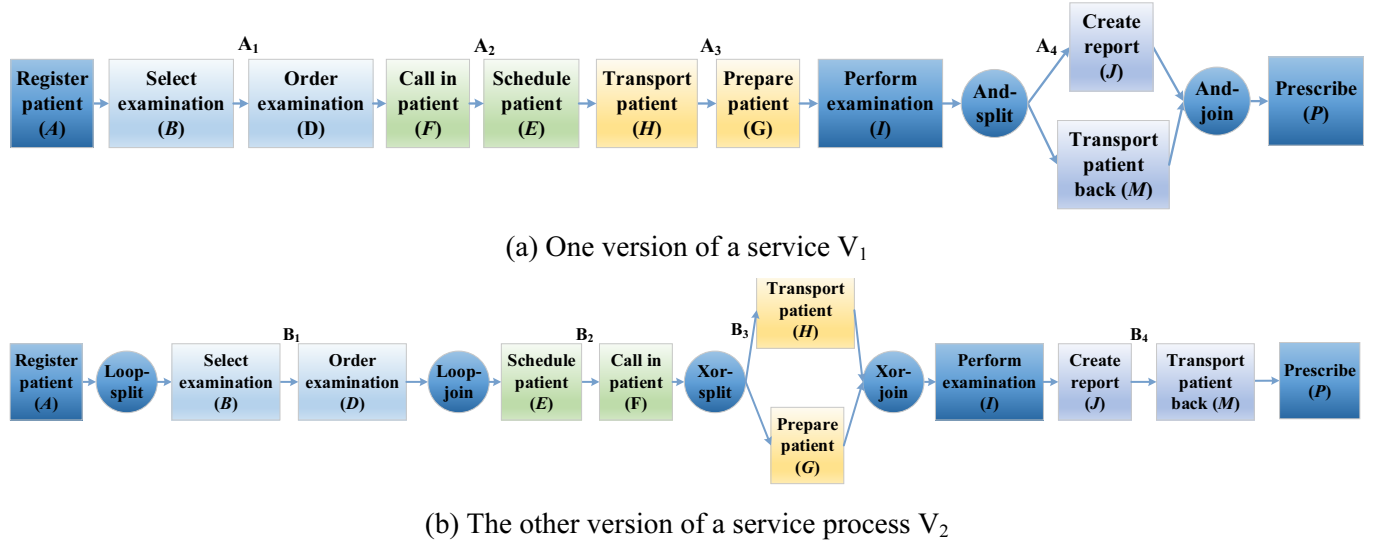 A₁
A₂
A₃
A₄
Register
patient
(A)
Select
examination
(B)
Order
examination
(D)
Call in
patient
(F)
Schedule
patient
(E)
Transport
patient
(H)
Prepare
patient
(G)
Perform
examination
(I)
And-
split
Create
report
(J)
Transport
patient
back (M)
And-
join
Prescribe
(P)
(a) One version of a service V₁
B₁
B₂
B₃
B₄
Register
patient
(A)
Loop-
split
Select
examination
(B)
Order
examination
(D)
Loop-
join
Schedule
patient
(E)
Call in
patient
(F)
Xor-
split
Transport
patient
(H)
Prepare
patient
(G)
Xor-
join
Perform
examination
(I)
Create
report
(J)
Transport
patient
back (M)
Prescribe
(P)
(b) The other version of a service process V₂